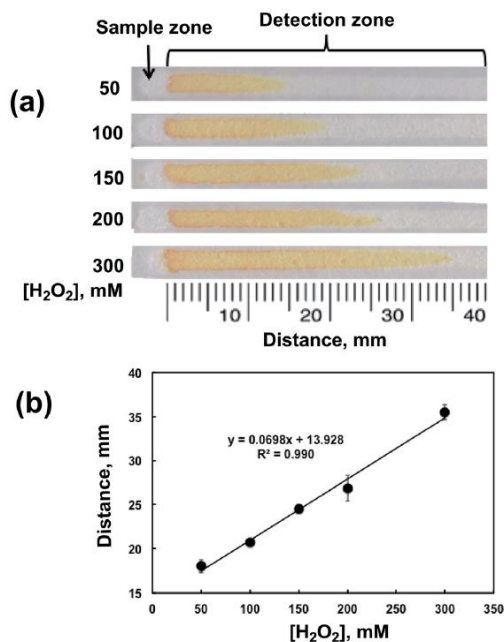 Sample zone
Detection zone
(a)
50
100
150
200
300
[H₂O₂], mM
10 20 30 40
Distance, mm
(b)
40
35
30
25
20
15
Distance, mm
y = 0.0698x + 13.928
R² = 0.990
0 50 100 150 200 250 300 350
[H₂O₂], mM